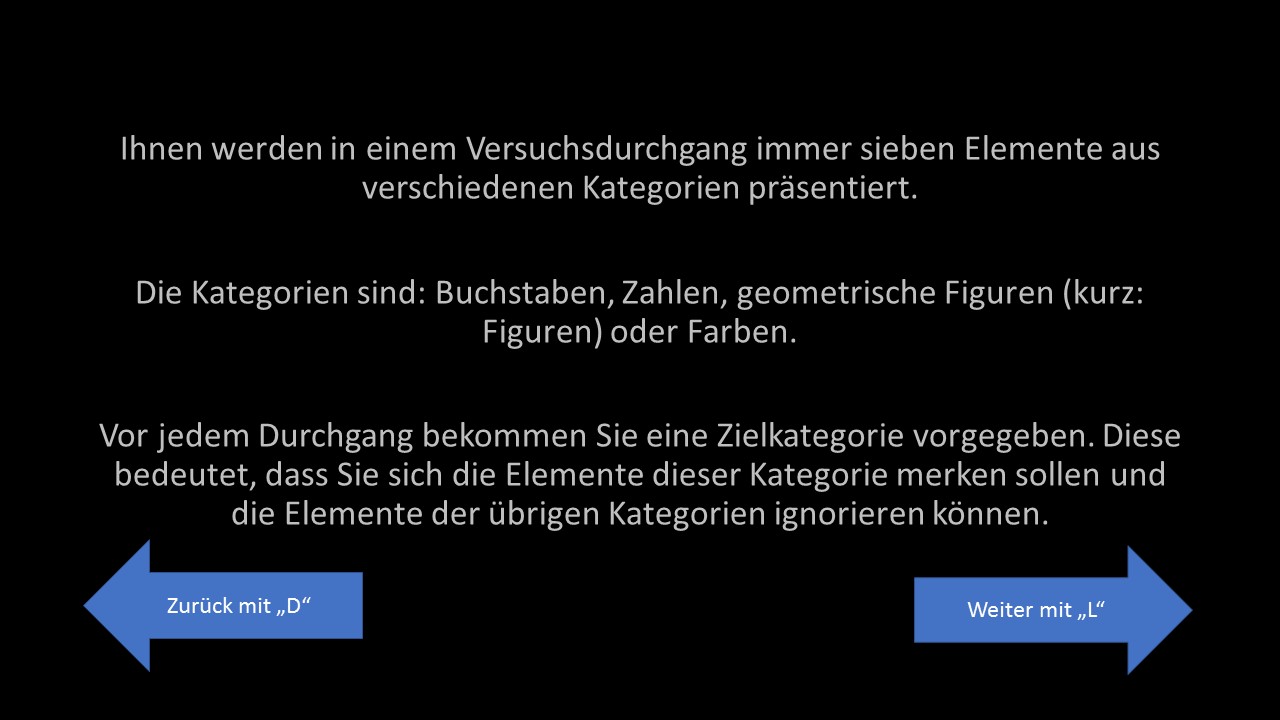 Ihnen werden in einem Versuchsdurchgang immer sieben Elemente aus
verschiedenen Kategorien präsentiert.
Die Kategorien sind: Buchstaben, Zahlen, geometrische Figuren (kurz:
Figuren) oder Farben.
Vor jedem Durchgang bekommen Sie eine Zielkategorie vorgegeben. Diese
bedeutet, dass Sie sich die Elemente dieser Kategorie merken sollen und
die Elemente der übrigen Kategorien ignorieren können.
Zurück mit „D“
Weiter mit „L“